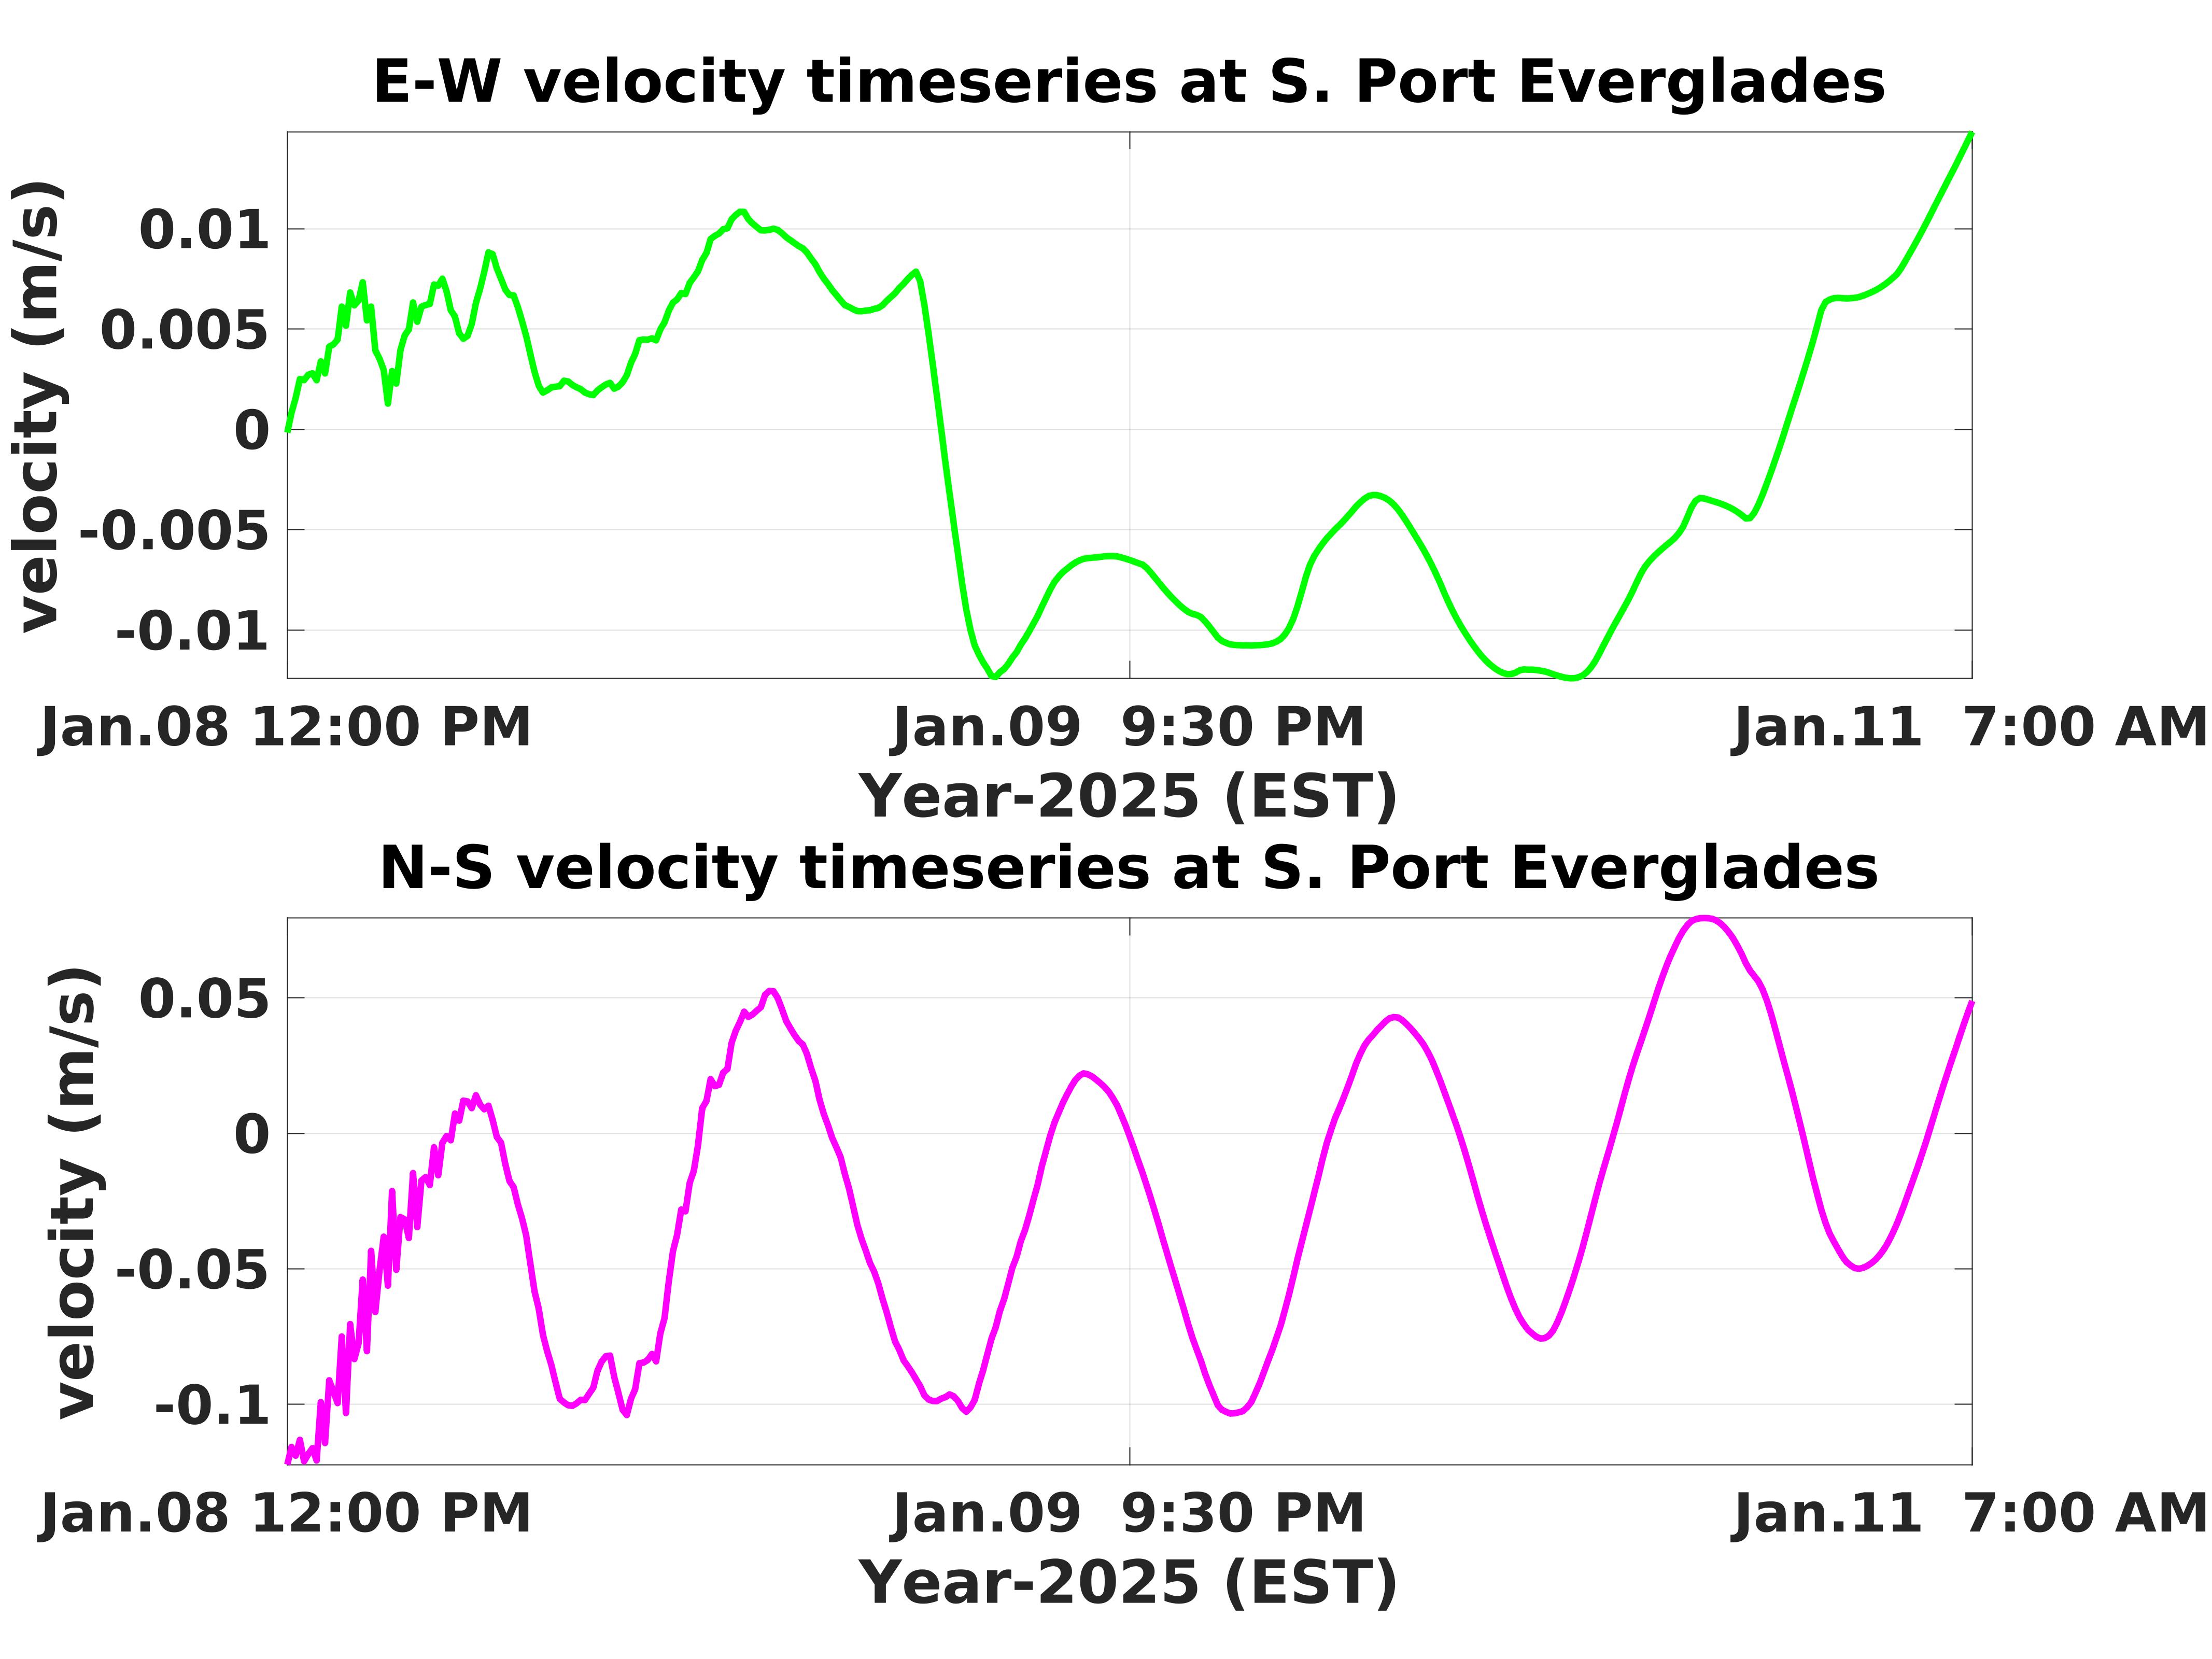 E-W velocity timeseries at S. Port Everglades
velocity (m/s)
0.01
0.005
0
-0.005
-0.01
Jan.08 12:00 PM
Jan.09 9:30 PM
Jan.11 7:00 AM
Year-2025 (EST)
N-S velocity timeseries at S. Port Everglades
velocity (m/s)
0.05
0
-0.05
-0.1
Jan.08 12:00 PM
Jan.09 9:30 PM
Jan.11 7:00 AM
Year-2025 (EST)